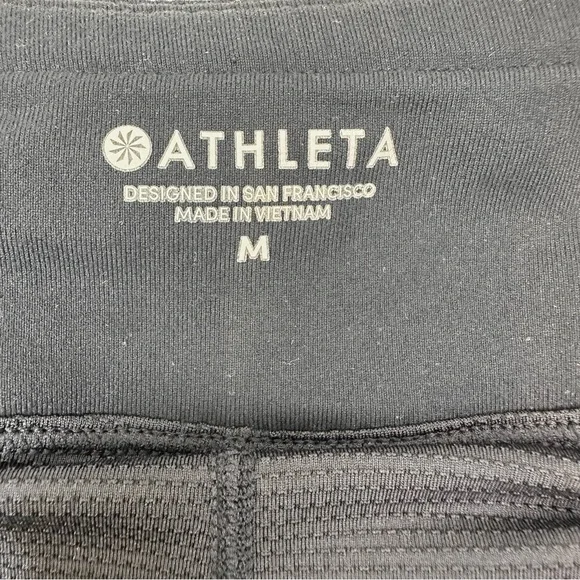 ATHLETA
DESIGNED IN SAN FRANCISCO
MADE IN VIETNAM
M